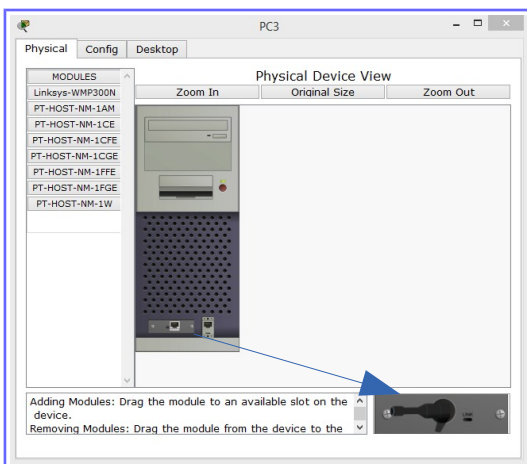 PC3
Physical Config Desktop
MODULES
Physical Device View
Linksys-WMP300N
Zoom In Original Size Zoom Out
PT-HOST-NM-1AM
PT-HOST-NM-1CE
PT-HOST-NM-1CFE
PT-HOST-NM-1CGE
PT-HOST-NM-1FFE
PT-HOST-NM-1FGE
PT-HOST-NM-1W
Adding Modules: Drag the module to an available slot on the
device.
Removing Modules: Drag the module from the device to the
LINK